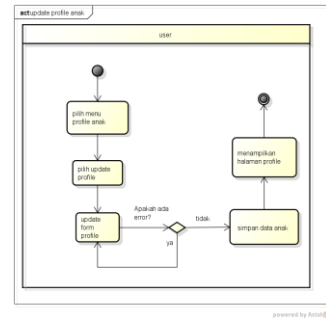 act update profile anak
user
pilih menu
profile anak
pilih update
profile
update
form
profile
Apakah ada
error?
ya
tidak
simpan data anak
menampilkan
halaman profile
powered by Astah